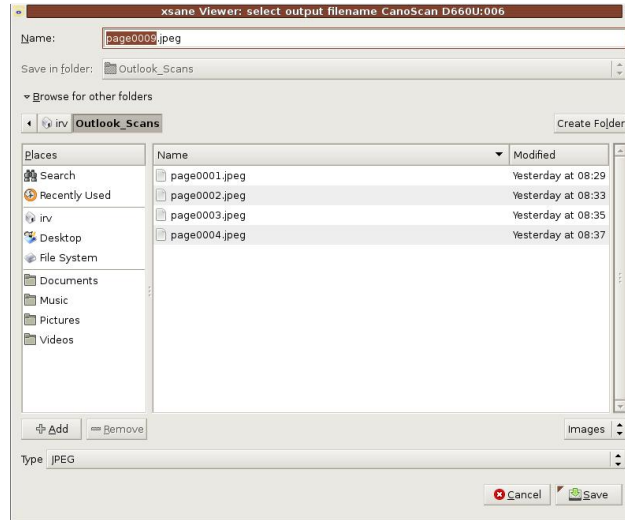 xsane Viewer: select output filename CanoScan D660U:006
Name: page0009.jpeg
Save in folder: Outlook_Scans
Browse for other folders
irv Outlook_Scans Create Folder
Places Name Modified
Search page0001.jpeg Yesterday at 08:29
Recently Used page0002.jpeg Yesterday at 08:33
irv page0003.jpeg Yesterday at 08:35
Desktop page0004.jpeg Yesterday at 08:37
File System
Documents
Music
Pictures
Videos
Add Remove Images
Type JPEG
Cancel Save